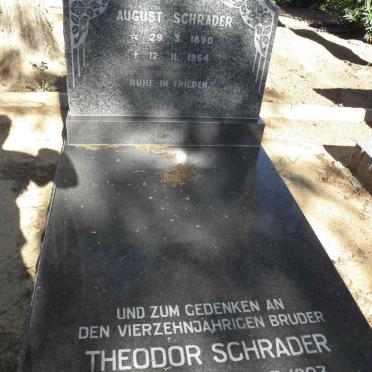 AUGUST SCHRADER
* 29·3·1890
+ 12·11·1964
"RUHE IN FRIEDEN."
UND ZUM GEDENKEN AN
DEN VIERZEHNJÄHRIGEN BRUDER
THEODOR SCHRADER